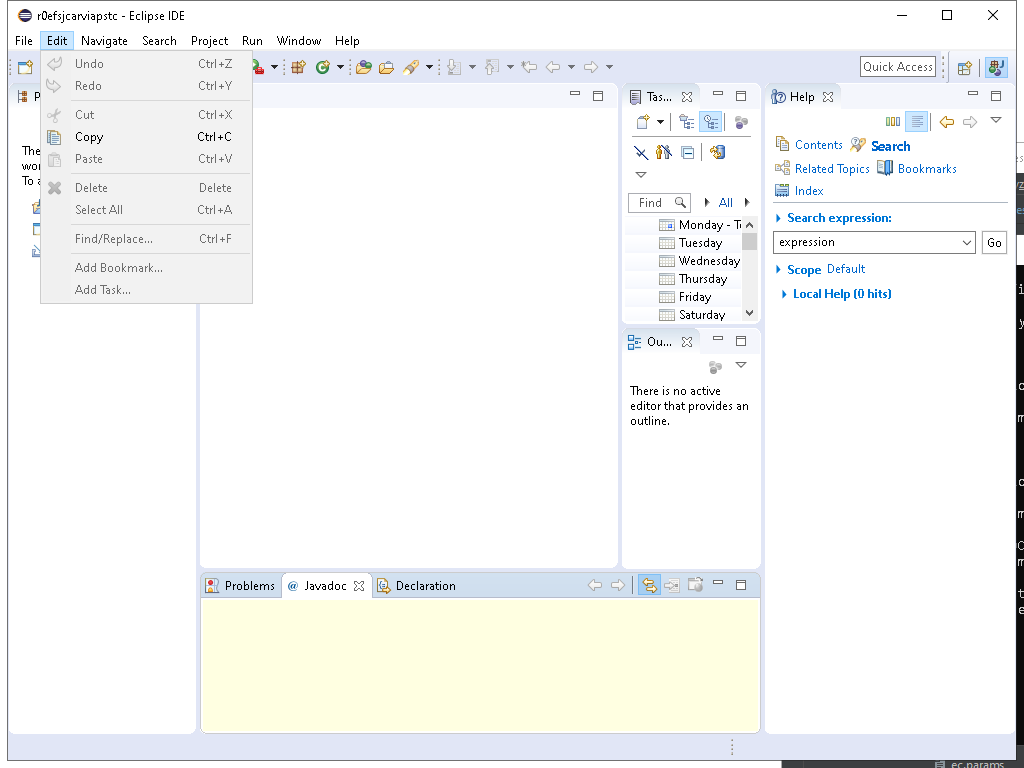 r0efsjcarviapstc - Eclipse IDE
File Edit Navigate Search Project Run Window Help
Undo Ctrl+Z
Redo Ctrl+Y
Cut Ctrl+X
Copy Ctrl+C
Paste Ctrl+V
Delete Delete
Select All Ctrl+A
Find/Replace... Ctrl+F
Add Bookmark...
Add Task...
Quick Access
P
The
wor
To a
Tas...
Find All
Monday - T
Tuesday
Wednesday
Thursday
Friday
Saturday
Ou...
There is no active
editor that provides an
outline.
Help
Contents Search
Related Topics Bookmarks
Index
Search expression:
expression Go
Scope Default
Local Help (0 hits)
Problems @ Javadoc Declaration
ec.params